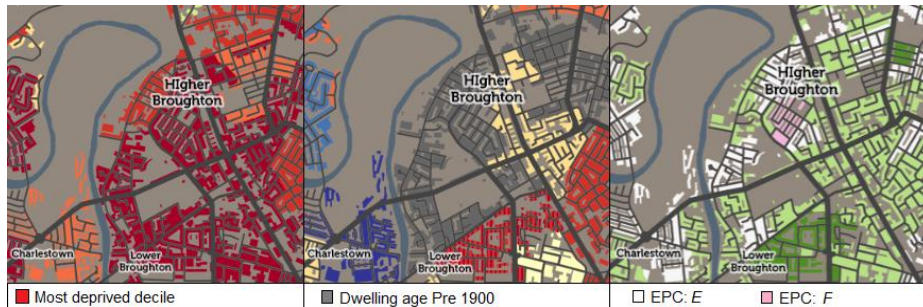 HIgher
Broughton
Charlestown
Lower
Broughton
Most deprived decile
HIgher
Broughton
Charlestown
Lower
Broughton
Dwelling age Pre 1900
HIgher
Broughton
Charlestown
Lower
Broughton
EPC: E
EPC: F